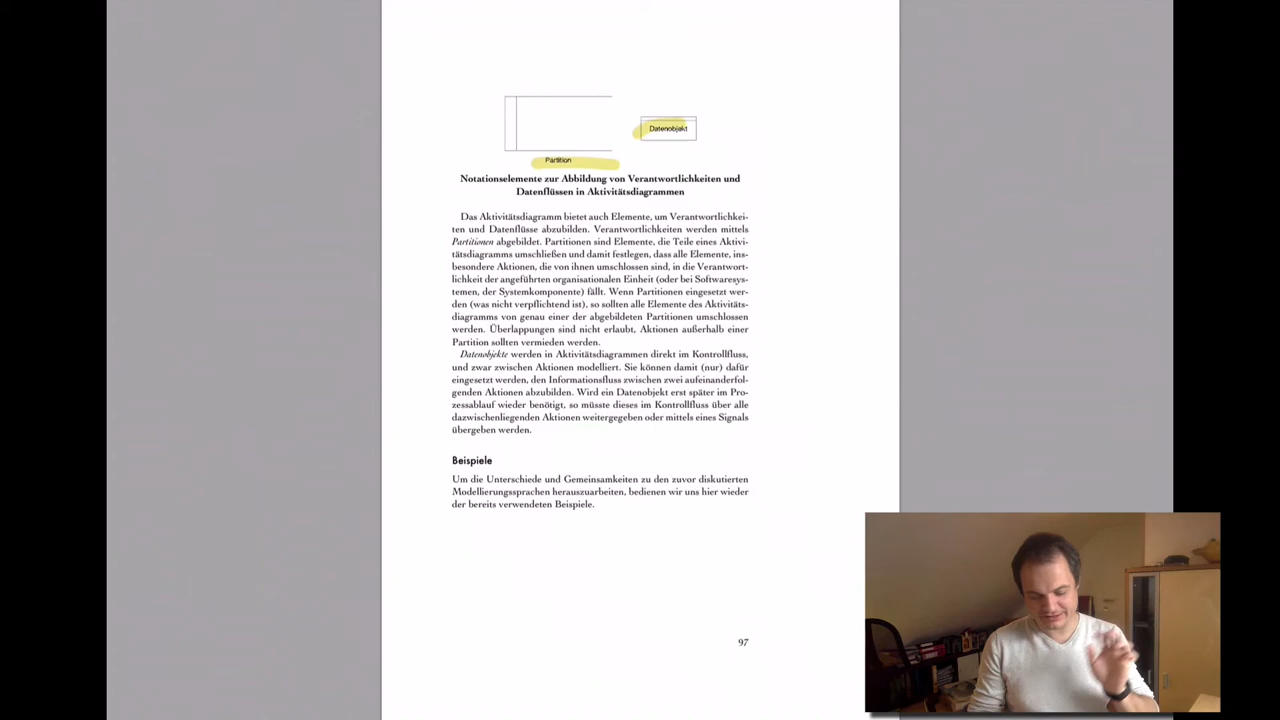 Datenobjekt
Partition
Notationselemente zur Abbildung von Verantwortlichkeiten und
Datenflüssen in Aktivitätsdiagrammen
Das Aktivitätsdiagramm bietet auch Elemente, um Verantwortlichkei-
ten und Datenflüsse abzubilden. Verantwortlichkeiten werden mittels
Partitionen abgebildet. Partitionen sind Elemente, die Teile eines Aktivi-
tätsdiagramms umschließen und damit festlegen, dass alle Elemente, ins-
besondere Aktionen, die von ihnen umschlossen sind, in die Verantwort-
lichkeit der angeführten organisationalen Einheit (oder bei Softwaresys-
temen, der Systemkomponente) fällt. Wenn Partitionen eingesetzt wer-
den (was nicht verpflichtend ist), so sollten alle Elemente des Aktivitäts-
diagramms von genau einer der abgebildeten Partitionen umschlossen
werden. Überlappungen sind nicht erlaubt, Aktionen außerhalb einer
Partition sollten vermieden werden.
Datenobjekte werden in Aktivitätsdiagrammen direkt im Kontrollfluss,
und zwar zwischen Aktionen modelliert. Sie können damit (nur) dafür
eingesetzt werden, den Informationsfluss zwischen zwei aufeinanderfol-
genden Aktionen abzubilden. Wird ein Datenobjekt erst später im Pro-
zessablauf wieder benötigt, so müsste dieses im Kontrollfluss über alle
dazwischenliegenden Aktionen weitergegeben oder mittels eines Signals
übergeben werden.
Beispiele
Um die Unterschiede und Gemeinsamkeiten zu den zuvor diskutierten
Modellierungssprachen herauszuarbeiten, bedienen wir uns hier wieder
der bereits verwendeten Beispiele.
97